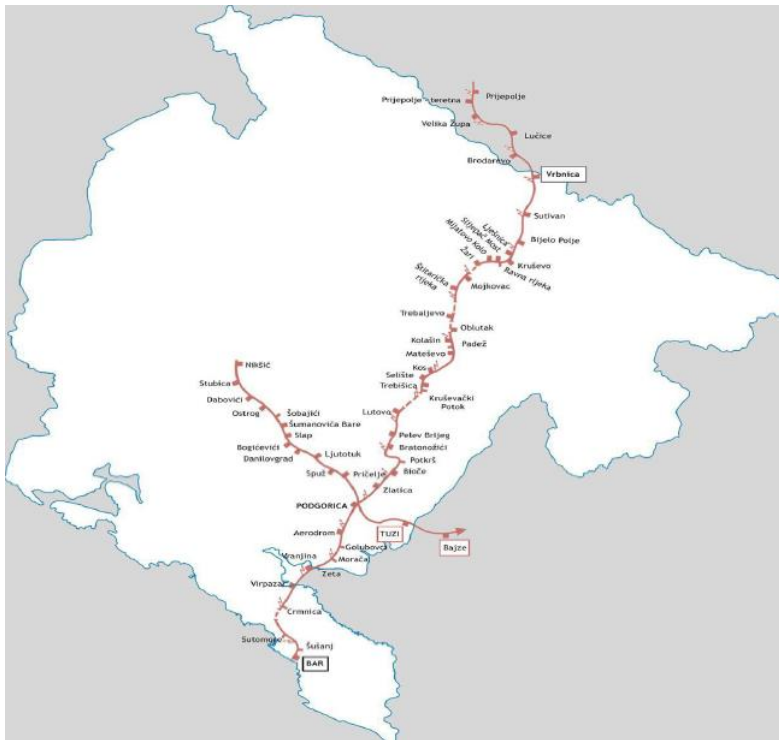 Prijepolje
Prijepolje - teretna
Velika Župa
Lučice
Brodarevo
Vrbnica
Sutivan
Bijelo Polje
Lješnica
Slijepač Most
Mijatovo Kolo
Žari
Kruševo
Ravna rijeka
Štitarička
rijeka
Mojkovac
Trebaljevo
Oblutak
Kolašin
Padež
Mateševo
Kos
Selište
Trebišica
Kruševački
Potok
Lutovo
Pelev Brijeg
Bratonožići
Potkrš
Bioče
Zlatica
Nikšić
Stubica
Dabovići
Ostrog
Šobajići
Šumanovića Bare
Slap
Bogićevići
Danilovgrad
Ljutotuk
Spuž
Pričelje
PODGORICA
TUZI
Bajze
Aerodrom
Golubovci
Morača
Vranjina
Zeta
Virpazar
Crmnica
Sutomore
Šušanj
BAR